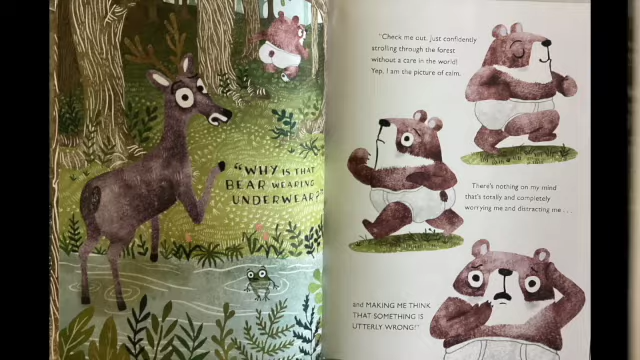 "WHY IS THAT
BEAR WEARING
UNDERWEAR?"
"Check me out, just confidently
strolling through the forest
without a care in the world!
Yep, I am the picture of calm.
There's nothing on my mind
that's totally and completely
worrying me and distracting me . . .
and MAKING ME THINK
THAT SOMETHING IS
UTTERLY WRONG!"